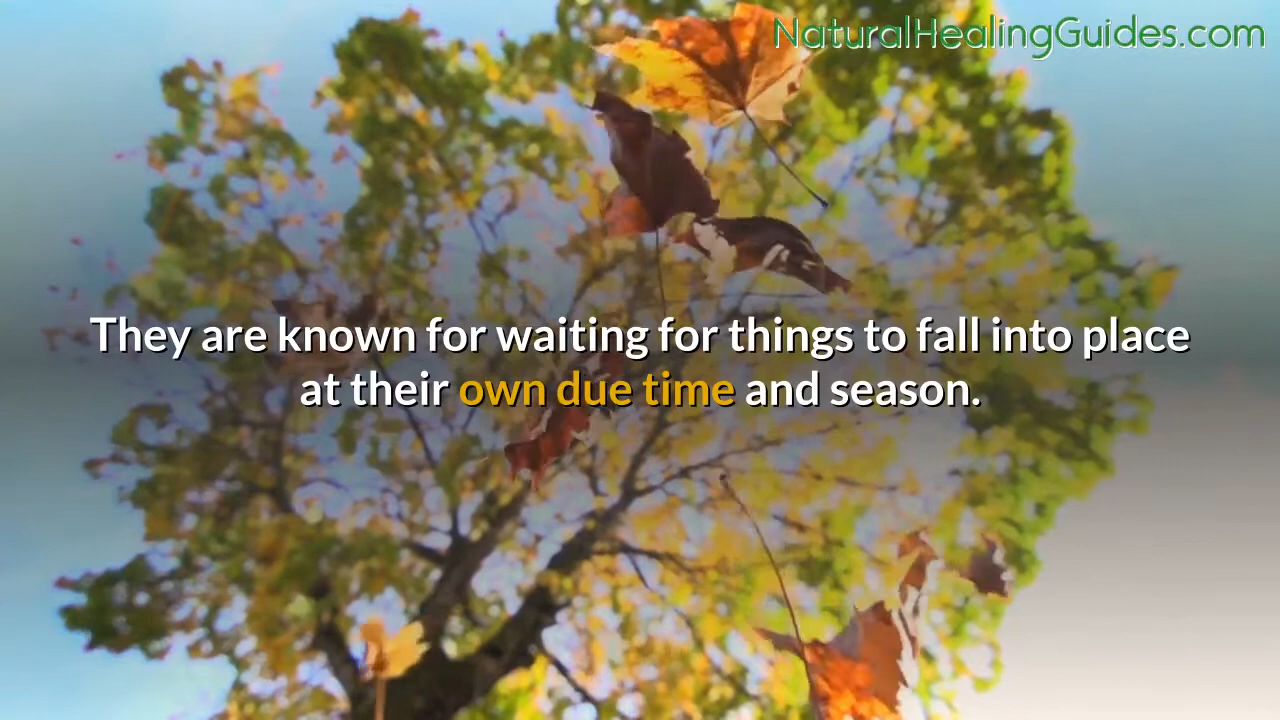 NaturalHealingGuides.com
They are known for waiting for things to fall into place
at their own due time and season.